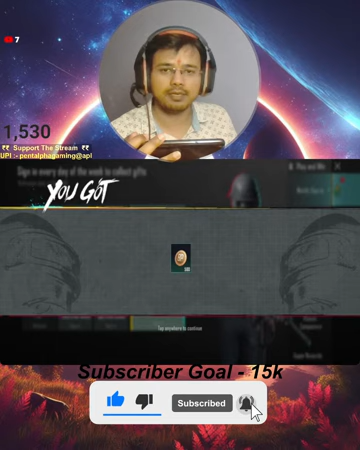 7
1,530
₹₹ Support The Stream ₹₹
UPI :- pentalphagaming@apl
Sign in every day of the week to collect gifts
YOU GOT
Tap anywhere to continue
Subscriber Goal - 15k
Subscribed